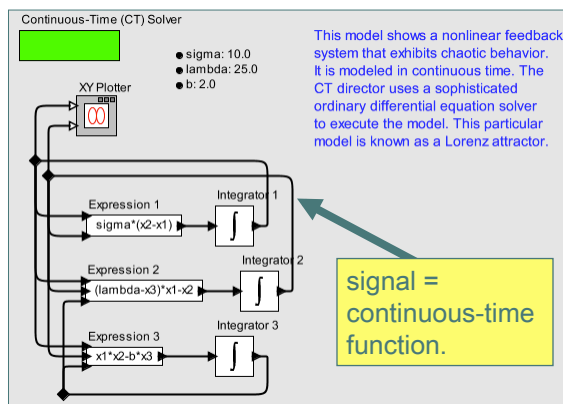 Continuous-Time (CT) Solver
sigma: 10.0
lambda: 25.0
b: 2.0
This model shows a nonlinear feedback
system that exhibits chaotic behavior.
It is modeled in continuous time. The
CT director uses a sophisticated
ordinary differential equation solver
to execute the model. This particular
model is known as a Lorenz attractor.
XY Plotter
Expression 1
sigma*(x2-x1)
Integrator 1
∫
Expression 2
(lambda-x3)*x1-x2
Integrator 2
∫
Expression 3
x1*x2-b*x3
Integrator 3
∫
signal =
continuous-time
function.